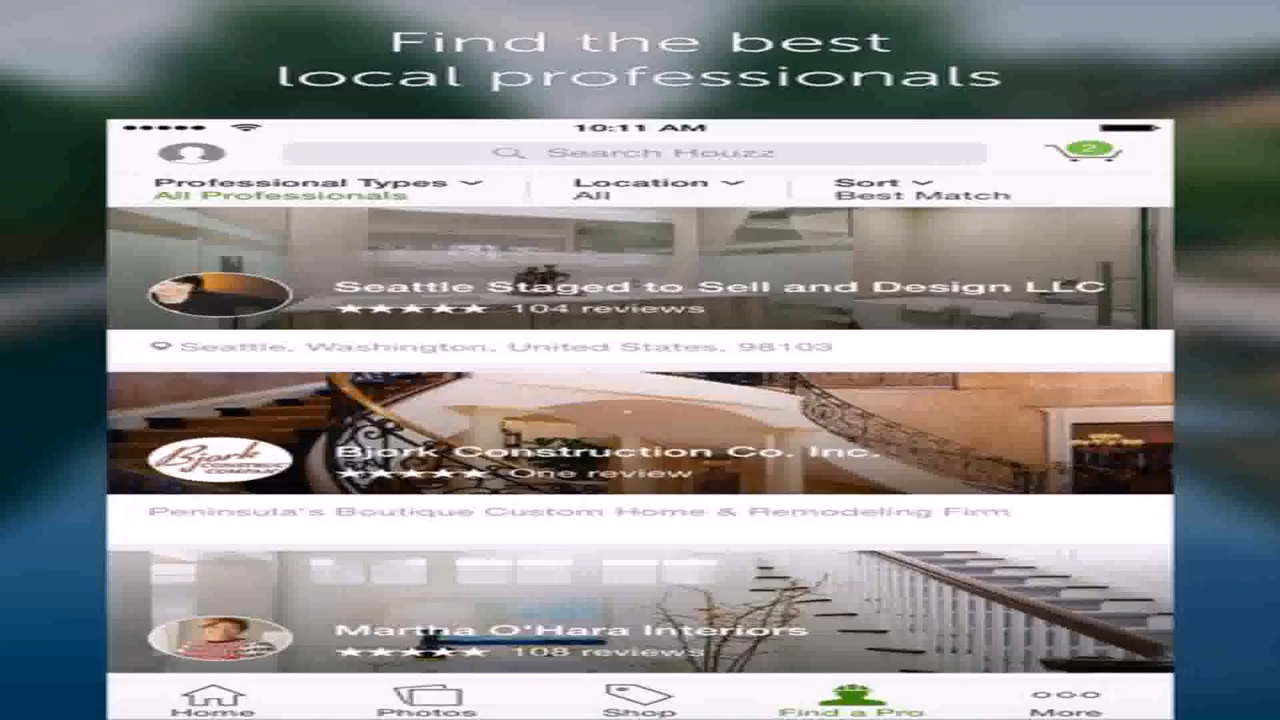 Find the best
local professionals
10:11 AM
Search Houzz
2
Professional Types
All Professionals
Location
All
Sort
Best Match
Seattle Staged to Sell and Design LLC
104 reviews
Seattle, Washington, United States, 98103
Bjork
CONSTRUCTION
COMPANY
Bjork Construction Co. Inc.
One review
Peninsula's Boutique Custom Home & Remodeling Firm
Martha O'Hara Interiors
108 reviews
Home
Photos
Shop
Find a Pro
More